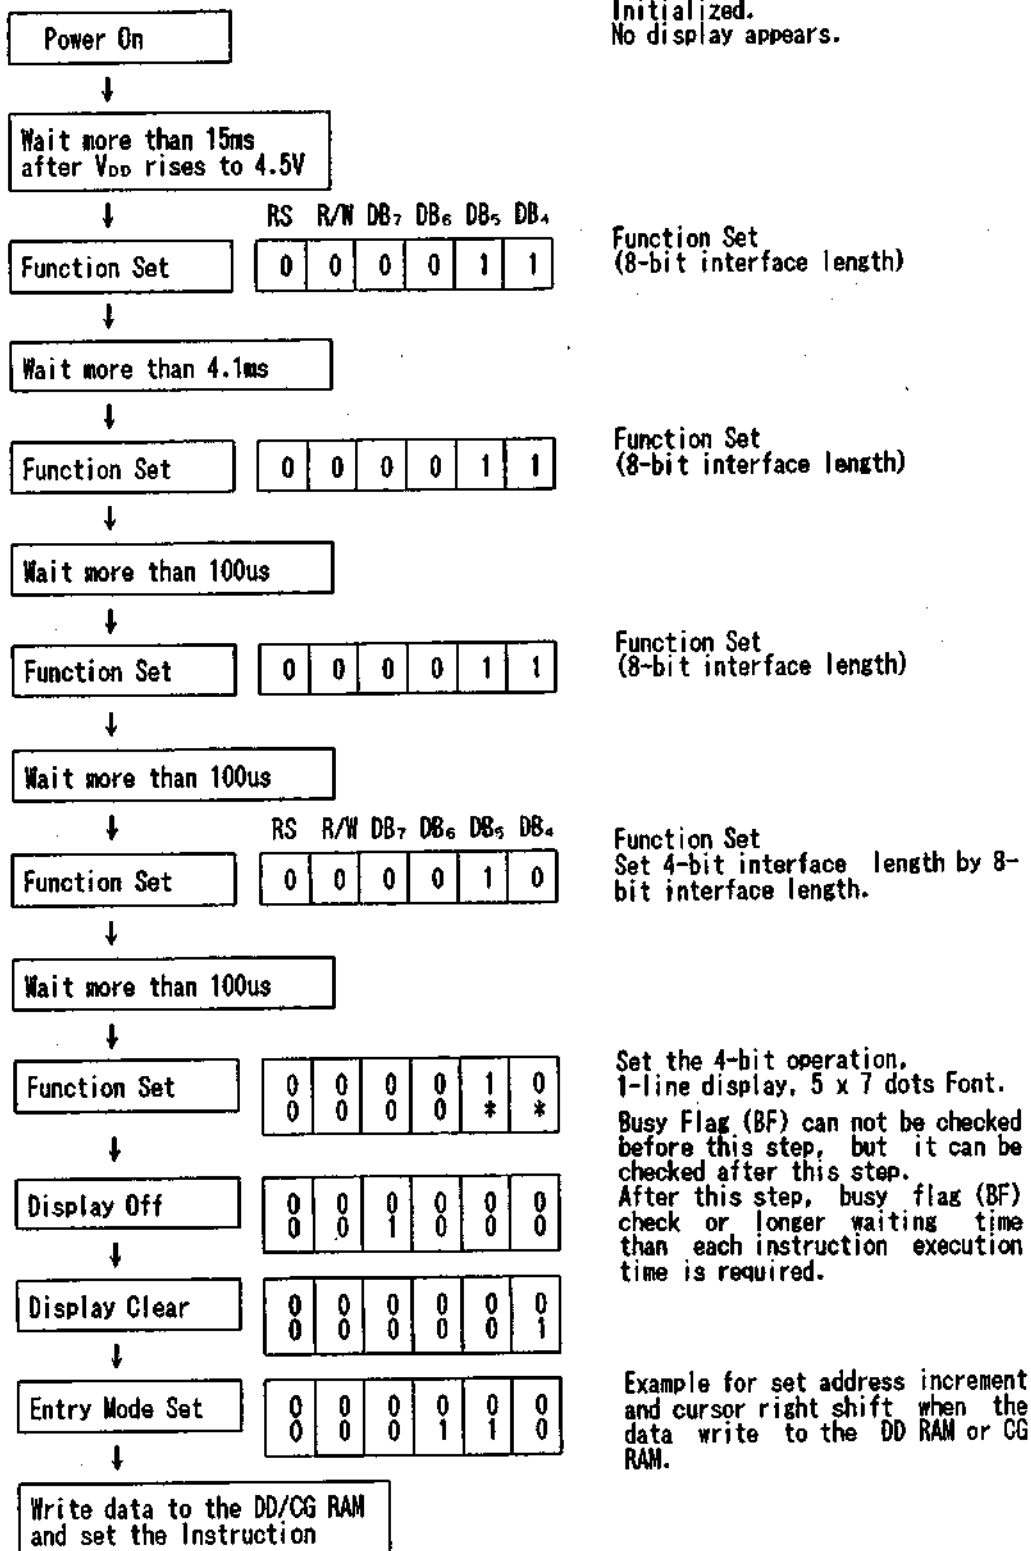 Initialized.
Power On
No display appears.
↓
Wait more than 15ms
after VDD rises to 4.5V
↓
RS R/W DB7 DB6 DB5 DB4
Function Set
0 0 0 0 1 1
Function Set
(8-bit interface length)
↓
Wait more than 4.1ms
↓
Function Set
0 0 0 0 1 1
Function Set
(8-bit interface length)
↓
Wait more than 100us
↓
Function Set
0 0 0 0 1 1
Function Set
(8-bit interface length)
↓
Wait more than 100us
↓
RS R/W DB7 DB6 DB5 DB4
Function Set
0 0 0 0 1 0
Function Set
Set 4-bit interface length by 8-
bit interface length.
↓
Wait more than 100us
↓
Function Set
0 0 0 0 1 0
0 0 0 0 * *
Set the 4-bit operation,
1-line display, 5 x 7 dots Font.
Busy Flag (BF) can not be checked
before this step, but it can be
checked after this step.
After this step, busy flag (BF)
check or longer waiting time
than each instruction execution
time is required.
↓
Display Off
0 0 0 0 0 0
0 0 1 0 0 0
↓
Display Clear
0 0 0 0 0 0
0 0 0 0 0 1
↓
Entry Mode Set
0 0 0 0 0 0
0 0 0 1 1 0
Example for set address increment
and cursor right shift when the
data write to the DD RAM or CG
RAM.
↓
Write data to the DD/CG RAM
and set the Instruction